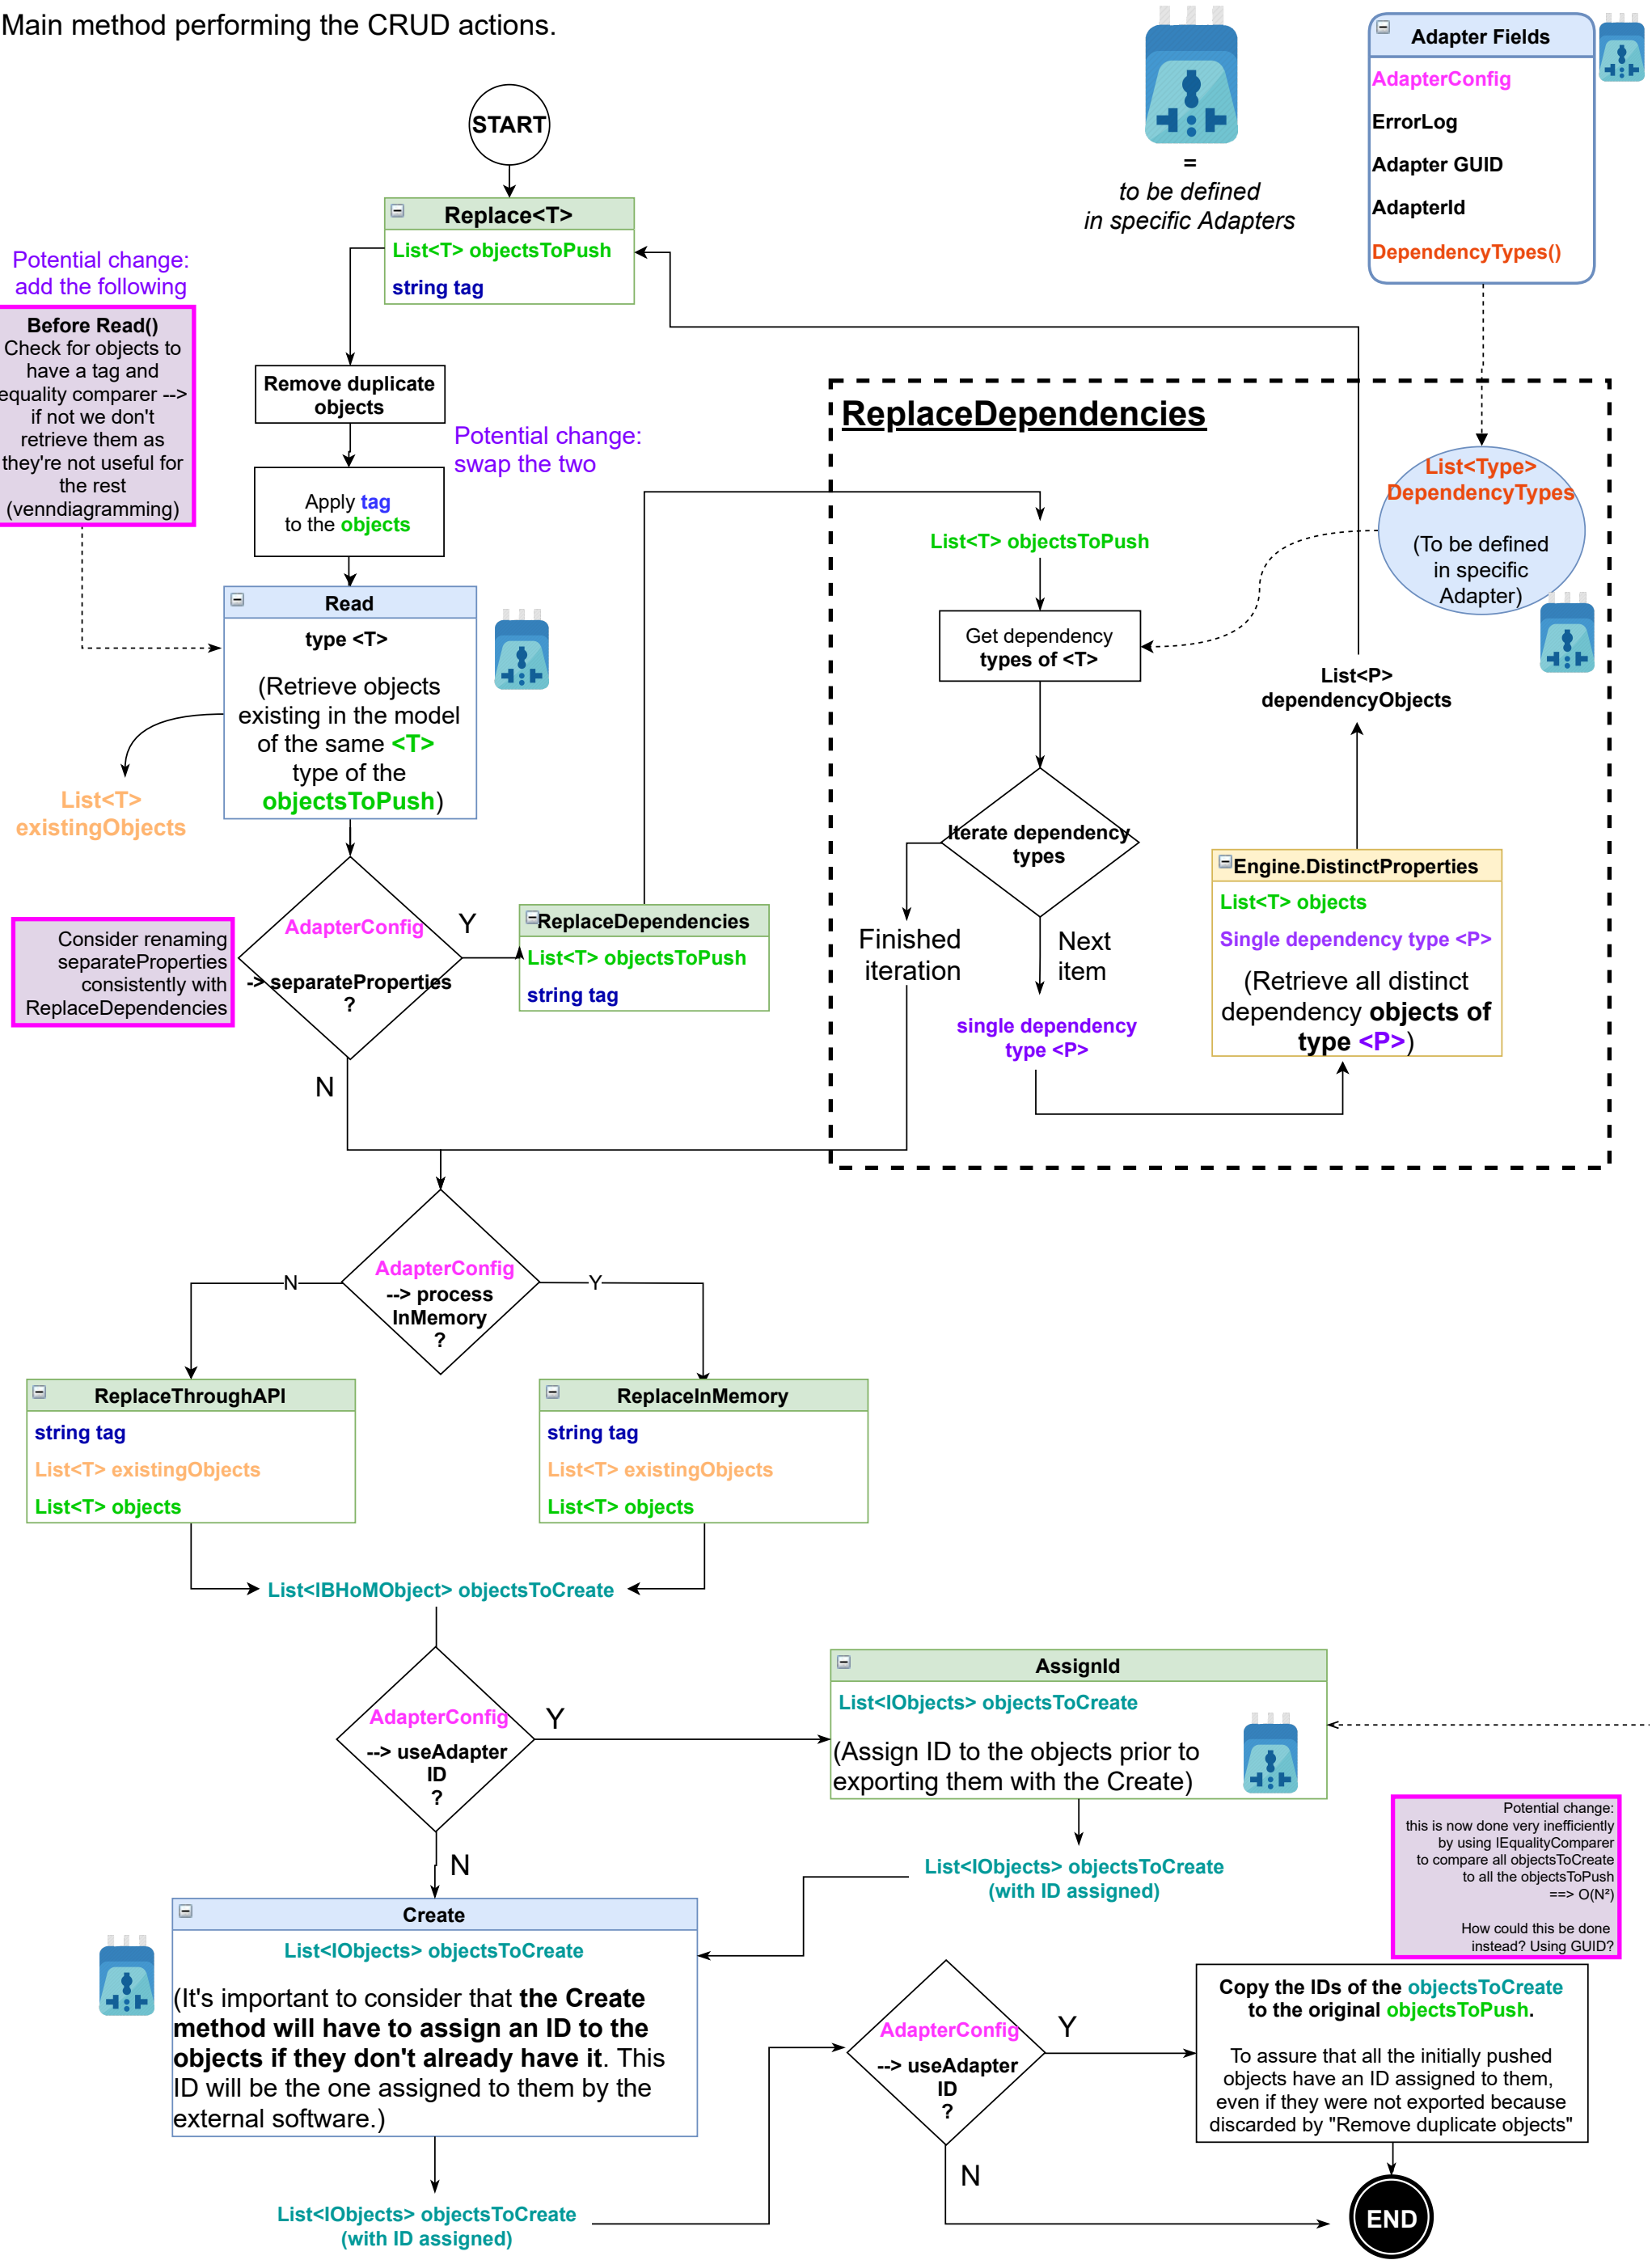 Main method performing the CRUD actions.
=
to be defined
in specific Adapters
Adapter Fields
AdapterConfig
ErrorLog
Adapter GUID
AdapterId
DependencyTypes()
START
Replace<T>
List<T> objectsToPush
string tag
Potential change:
add the following
Before Read()
Check for objects to
have a tag and
equality comparer -->
if not we don't
retrieve them as
they're not useful for
the rest
(venndiagramming)
Remove duplicate
objects
Potential change:
swap the two
Apply tag
to the objects
Read
type <T>
(Retrieve objects
existing in the model
of the same <T>
type of the
objectsToPush)
List<T>
existingObjects
AdapterConfig
-> separateProperties
?
Y
N
Consider renaming
separateProperties
consistently with
ReplaceDependencies
ReplaceDependencies
List<T> objectsToPush
string tag
ReplaceDependencies
List<T> objectsToPush
List<Type>
DependencyTypes
(To be defined
in specific
Adapter)
Get dependency
types of <T>
Iterate dependency
types
Finished
iteration
Next
item
single dependency
type <P>
Engine.DistinctProperties
List<T> objects
Single dependency type <P>
(Retrieve all distinct
dependency objects of
type <P>)
List<P>
dependencyObjects
AdapterConfig
--> process
InMemory
?
N
Y
ReplaceThroughAPI
string tag
List<T> existingObjects
List<T> objects
ReplaceInMemory
string tag
List<T> existingObjects
List<T> objects
List<IBHoMObject> objectsToCreate
AdapterConfig
--> useAdapter
ID
?
Y
N
AssignId
List<IObjects> objectsToCreate
(Assign ID to the objects prior to
exporting them with the Create)
List<IObjects> objectsToCreate
(with ID assigned)
Create
List<IObjects> objectsToCreate
(It's important to consider that the Create
method will have to assign an ID to the
objects if they don't already have it. This
ID will be the one assigned to them by the
external software.)
List<IObjects> objectsToCreate
(with ID assigned)
AdapterConfig
--> useAdapter
ID
?
Y
N
Potential change:
this is now done very inefficiently
by using IEqualityComparer
to compare all objectsToCreate
to all the objectsToPush
==> O(N²)
How could this be done
instead? Using GUID?
Copy the IDs of the objectsToCreate
to the original objectsToPush.
To assure that all the initially pushed
objects have an ID assigned to them,
even if they were not exported because
discarded by "Remove duplicate objects"
END